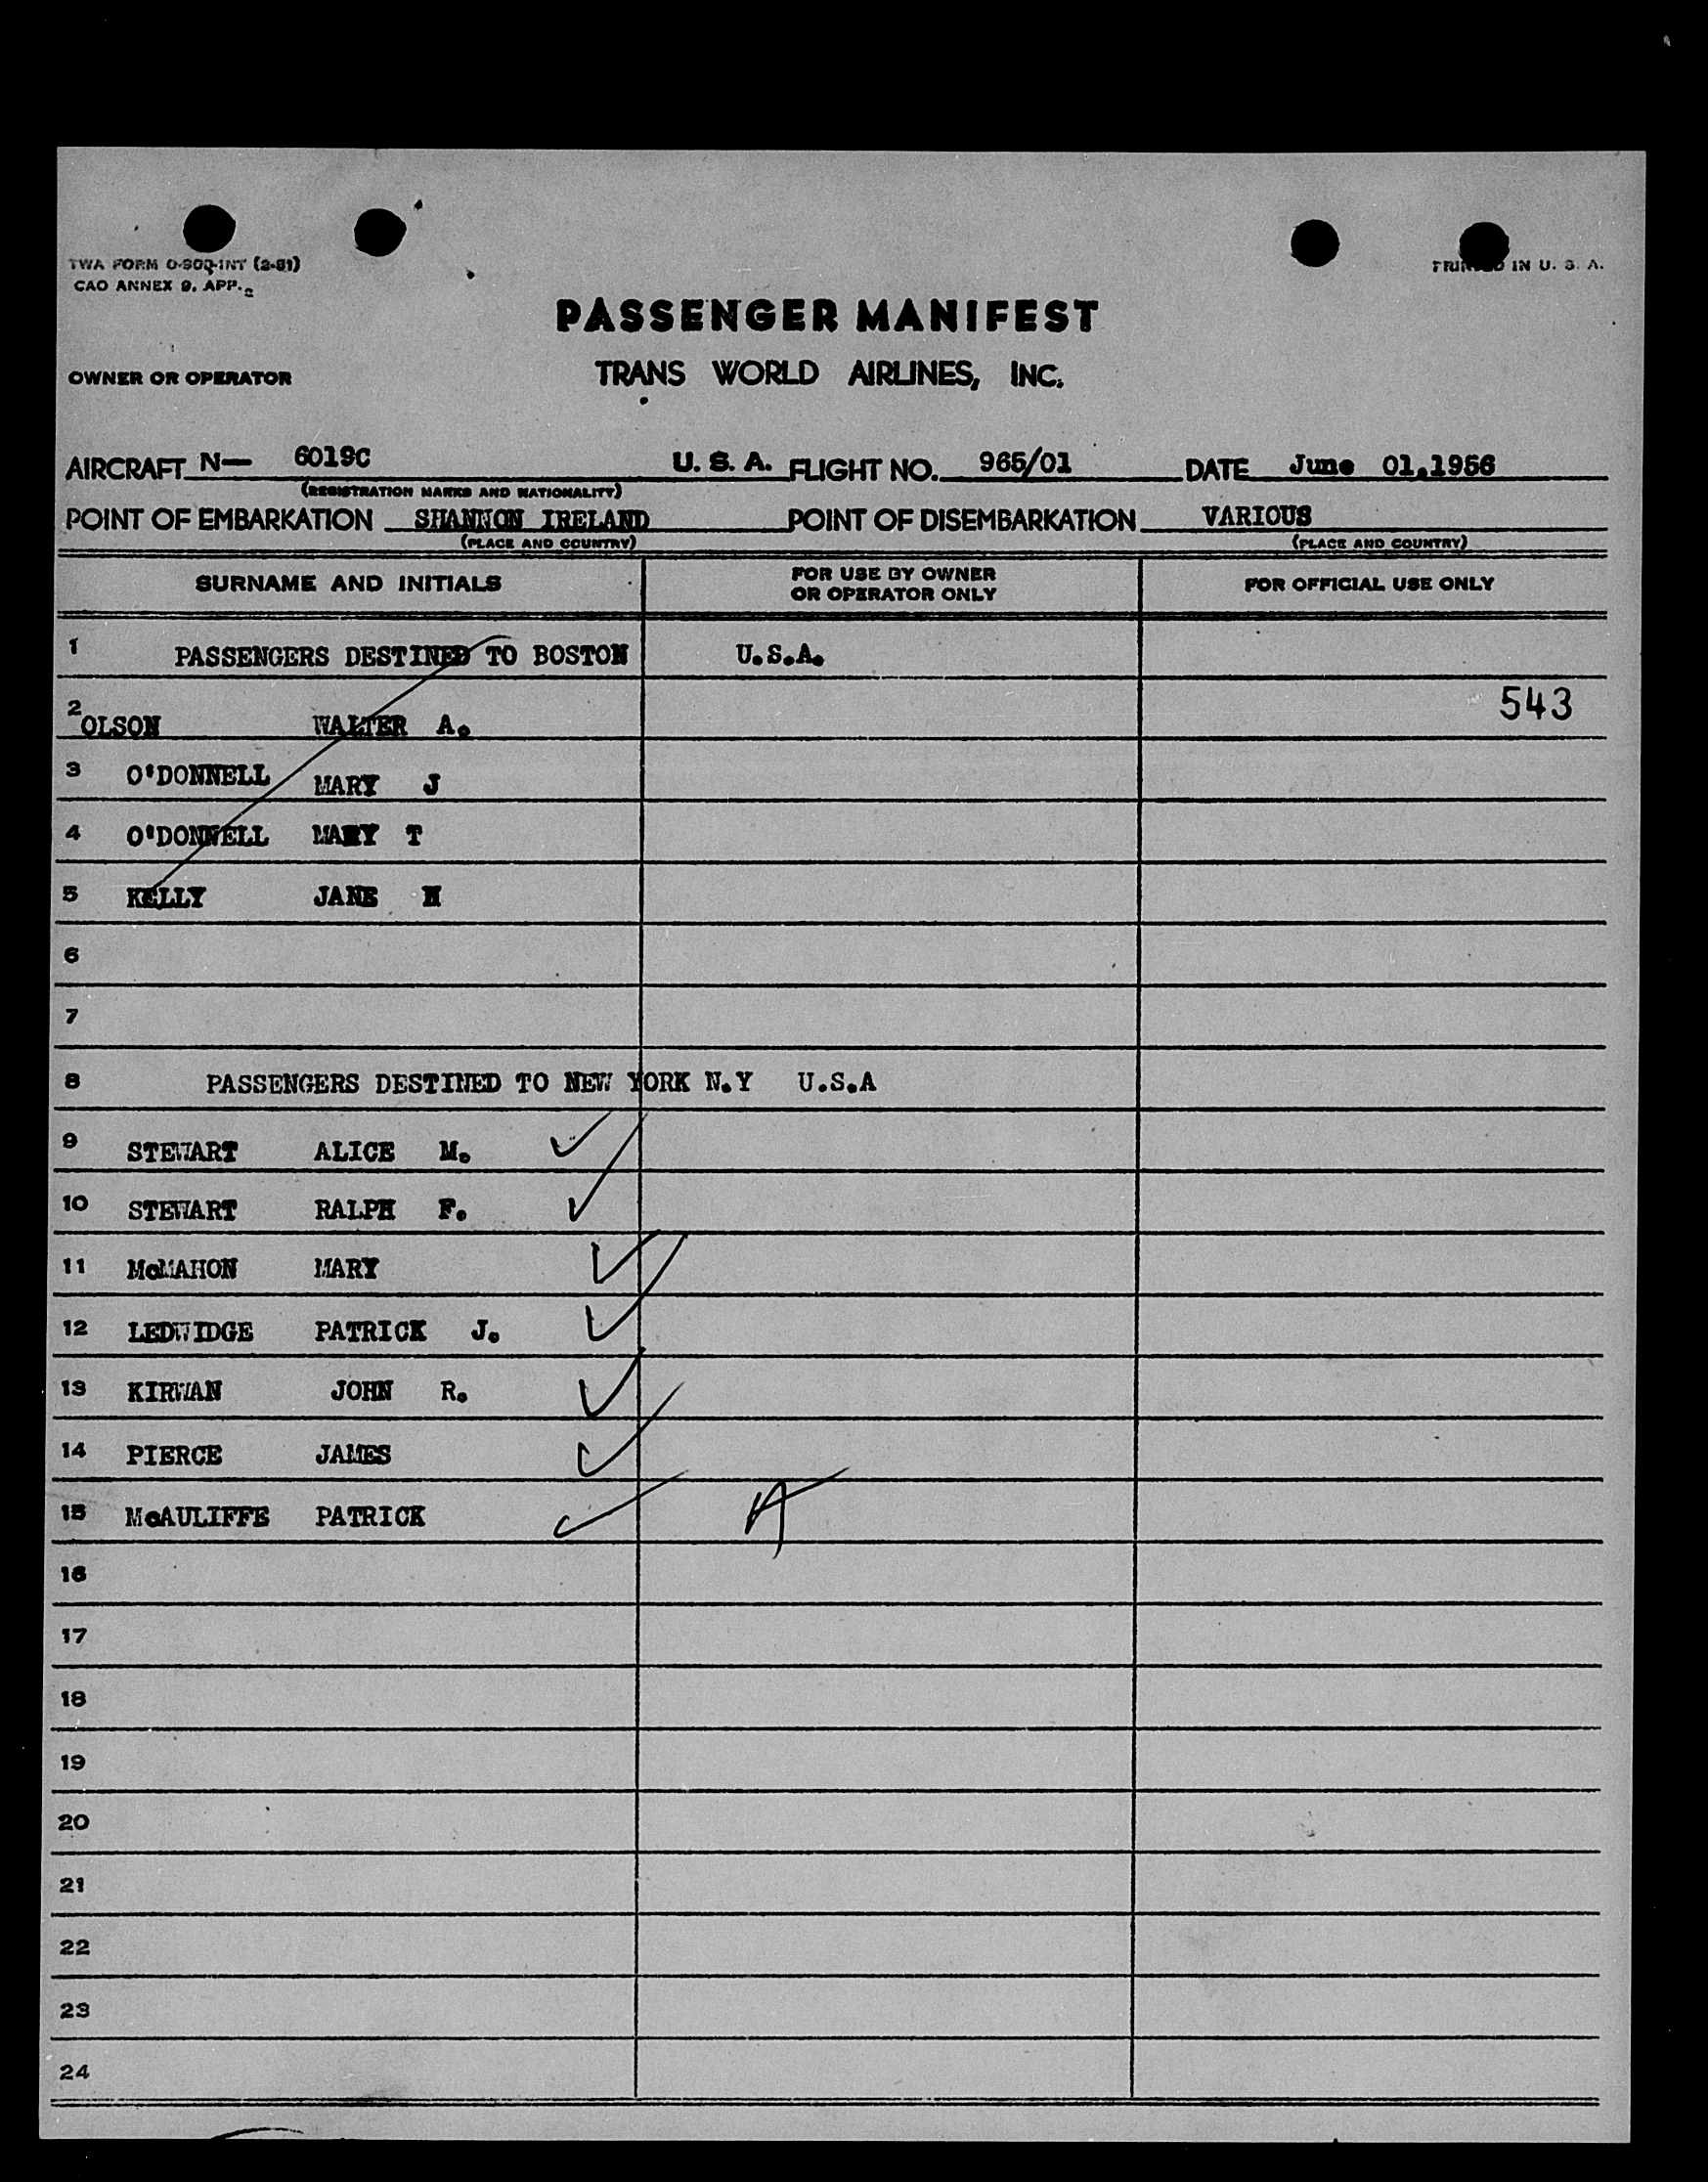 TWA FORM O-900-INT (2-51)
CAO ANNEX 9, APP. 2
PRINTED IN U. S. A.
PASSENGER MANIFEST
OWNER OR OPERATOR TRANS WORLD AIRLINES, INC.
AIRCRAFT N— 6019C U. S. A. FLIGHT NO. 965/01 DATE June 01,1956
(REGISTRATION MARKS AND NATIONALITY)
POINT OF EMBARKATION SHANNON IRELAND POINT OF DISEMBARKATION VARIOUS
(PLACE AND COUNTRY) (PLACE AND COUNTRY)
SURNAME AND INITIALS FOR USE BY OWNER OR OPERATOR ONLY FOR OFFICIAL USE ONLY
1 PASSENGERS DESTINED TO BOSTON U.S.A.
543
2 OLSON WALTER A.
3 O'DONNELL MARY J
4 O'DONNELL MARY T
5 KELLY JANE
6
7
8 PASSENGERS DESTINED TO NEW YORK N.Y U.S.A
9 STEWART ALICE M.
10 STEWART RALPH F.
11 McMAHON MARY
12 LEDWIDGE PATRICK J.
13 KIRWAN JOHN R.
14 PIERCE JAMES
15 McAULIFFE PATRICK
16
17
18
19
20
21
22
23
24